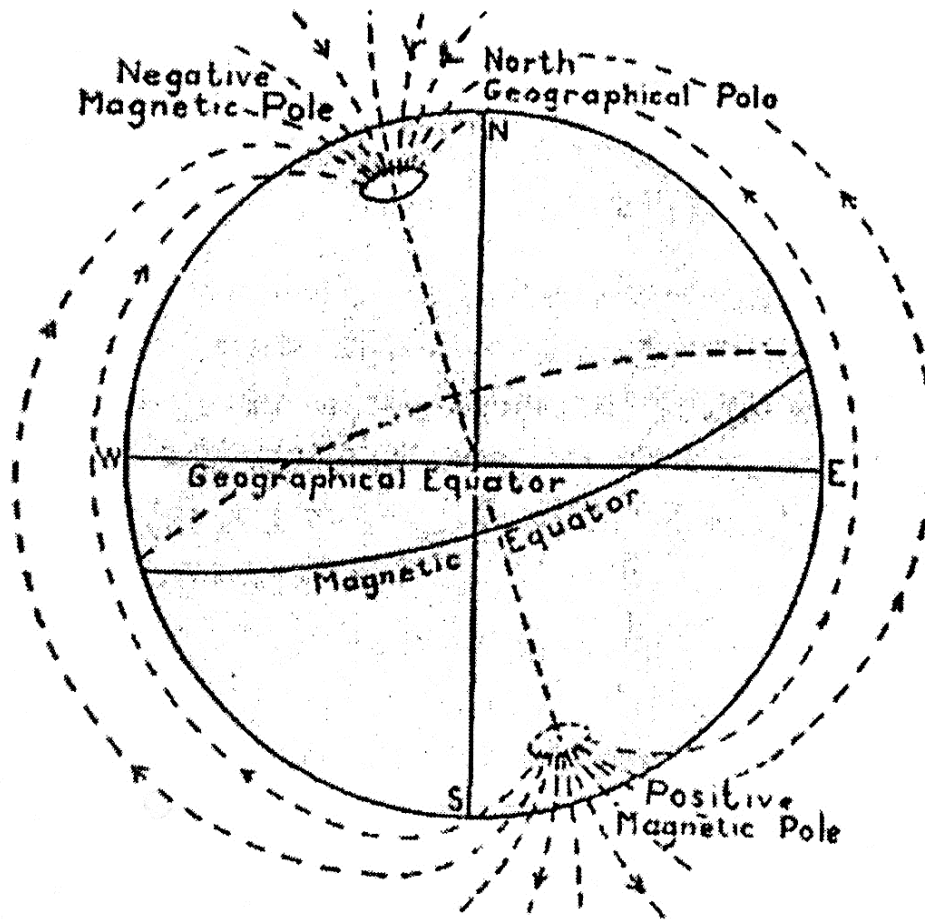 Negative
Magnetic Pole
North
Geographical Polo
N
W
E
Geographical Equator
Magnetic Equator
S
Positive
Magnetic Pole